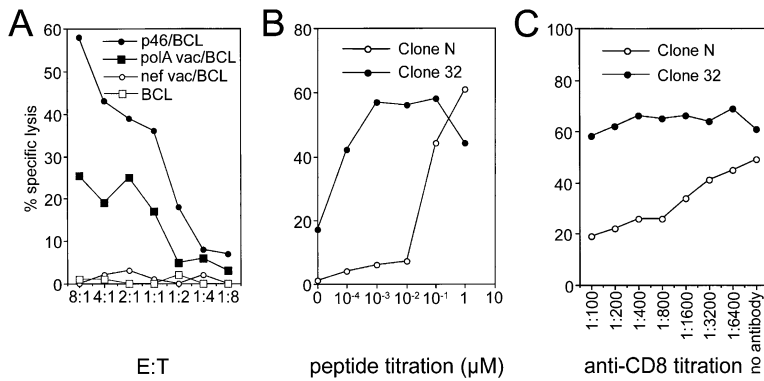 A
60
50
40
30
20
10
0
% specific lysis
p46/BCL
polA vac/BCL
nef vac/BCL
BCL
8:1 4:1 2:1 1:1 1:2 1:4 1:8
E:T
B
80
60
40
20
0
Clone N
Clone 32
0 10⁻⁴ 10⁻³ 10⁻² 10⁻¹ 1 10
peptide titration (µM)
C
100
80
60
40
20
0
Clone N
Clone 32
1:100
1:200
1:400
1:800
1:1600
1:3200
1:6400
no antibody
anti-CD8 titration